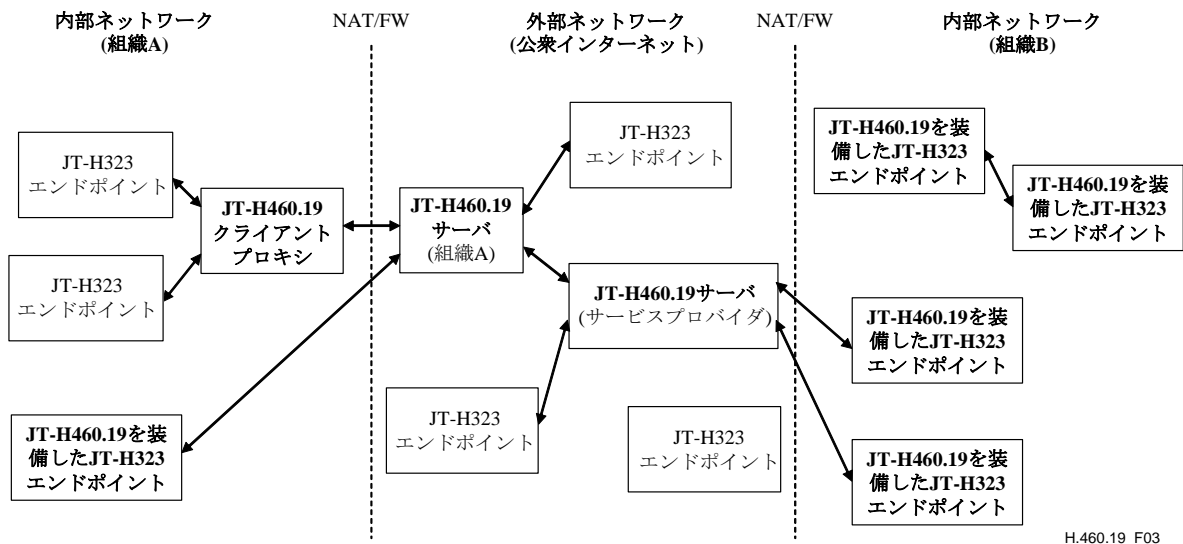 内部ネットワーク
(組織A)
NAT/FW
外部ネットワーク
(公衆インターネット)
NAT/FW
内部ネットワーク
(組織B)
JT-H323
エンドポイント
JT-H323
エンドポイント
JT-H460.19
クライアント
プロキシ
JT-H460.19を装
備したJT-H323
エンドポイント
JT-H460.19
サーバ
(組織A)
JT-H323
エンドポイント
JT-H460.19サーバ
(サービスプロバイダ)
JT-H323
エンドポイント
JT-H323
エンドポイント
JT-H460.19を装
備したJT-H323
エンドポイント
JT-H460.19を装
備したJT-H323
エンドポイント
JT-H460.19を装
備したJT-H323
エンドポイント
JT-H460.19を装
備したJT-H323
エンドポイント
H.460.19_F03